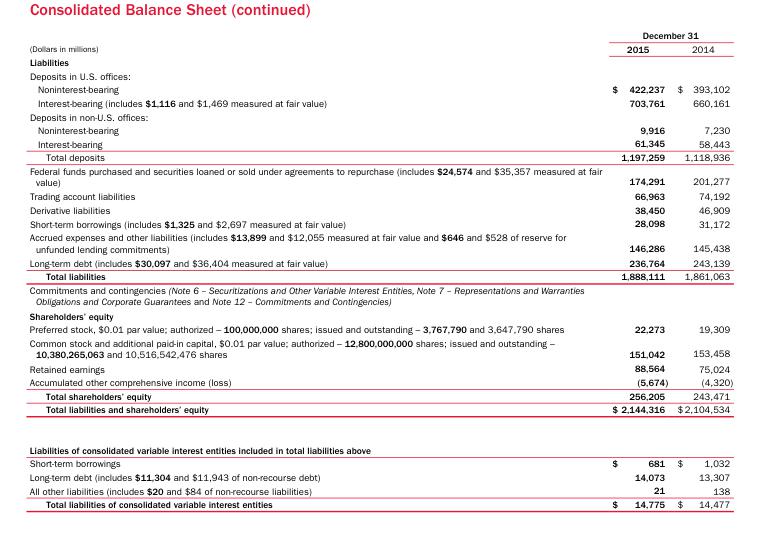 Consolidated Balance Sheet (continued)
December 31
(Dollars in millions) 2015 2014
Liabilities
Deposits in U.S. offices:
Noninterest-bearing $ 422,237 $ 393,102
Interest-bearing (includes $1,116 and $1,469 measured at fair value) 703,761 660,161
Deposits in non-U.S. offices:
Noninterest-bearing 9,916 7,230
Interest-bearing 61,345 58,443
Total deposits 1,197,259 1,118,936
Federal funds purchased and securities loaned or sold under agreements to repurchase (includes $24,574 and $35,357 measured at fair
value) 174,291 201,277
Trading account liabilities 66,963 74,192
Derivative liabilities 38,450 46,909
Short-term borrowings (includes $1,325 and $2,697 measured at fair value) 28,098 31,172
Accrued expenses and other liabilities (includes $13,899 and $12,055 measured at fair value and $646 and $528 of reserve for
unfunded lending commitments) 146,286 145,438
Long-term debt (includes $30,097 and $36,404 measured at fair value) 236,764 243,139
Total liabilities 1,888,111 1,861,063
Commitments and contingencies (Note 6 – Securitizations and Other Variable Interest Entities, Note 7 – Representations and Warranties
Obligations and Corporate Guarantees and Note 12 – Commitments and Contingencies)
Shareholders' equity
Preferred stock, $0.01 par value; authorized – 100,000,000 shares; issued and outstanding – 3,767,790 and 3,647,790 shares 22,273 19,309
Common stock and additional paid-in capital, $0.01 par value; authorized – 12,800,000,000 shares; issued and outstanding –
10,380,265,063 and 10,516,542,476 shares 151,042 153,458
Retained earnings 88,564 75,024
Accumulated other comprehensive income (loss) (5,674) (4,320)
Total shareholders' equity 256,205 243,471
Total liabilities and shareholders' equity $ 2,144,316 $ 2,104,534
Liabilities of consolidated variable interest entities included in total liabilities above
Short-term borrowings $ 681 $ 1,032
Long-term debt (includes $11,304 and $11,943 of non-recourse debt) 14,073 13,307
All other liabilities (includes $20 and $84 of non-recourse liabilities) 21 138
Total liabilities of consolidated variable interest entities $ 14,775 $ 14,477